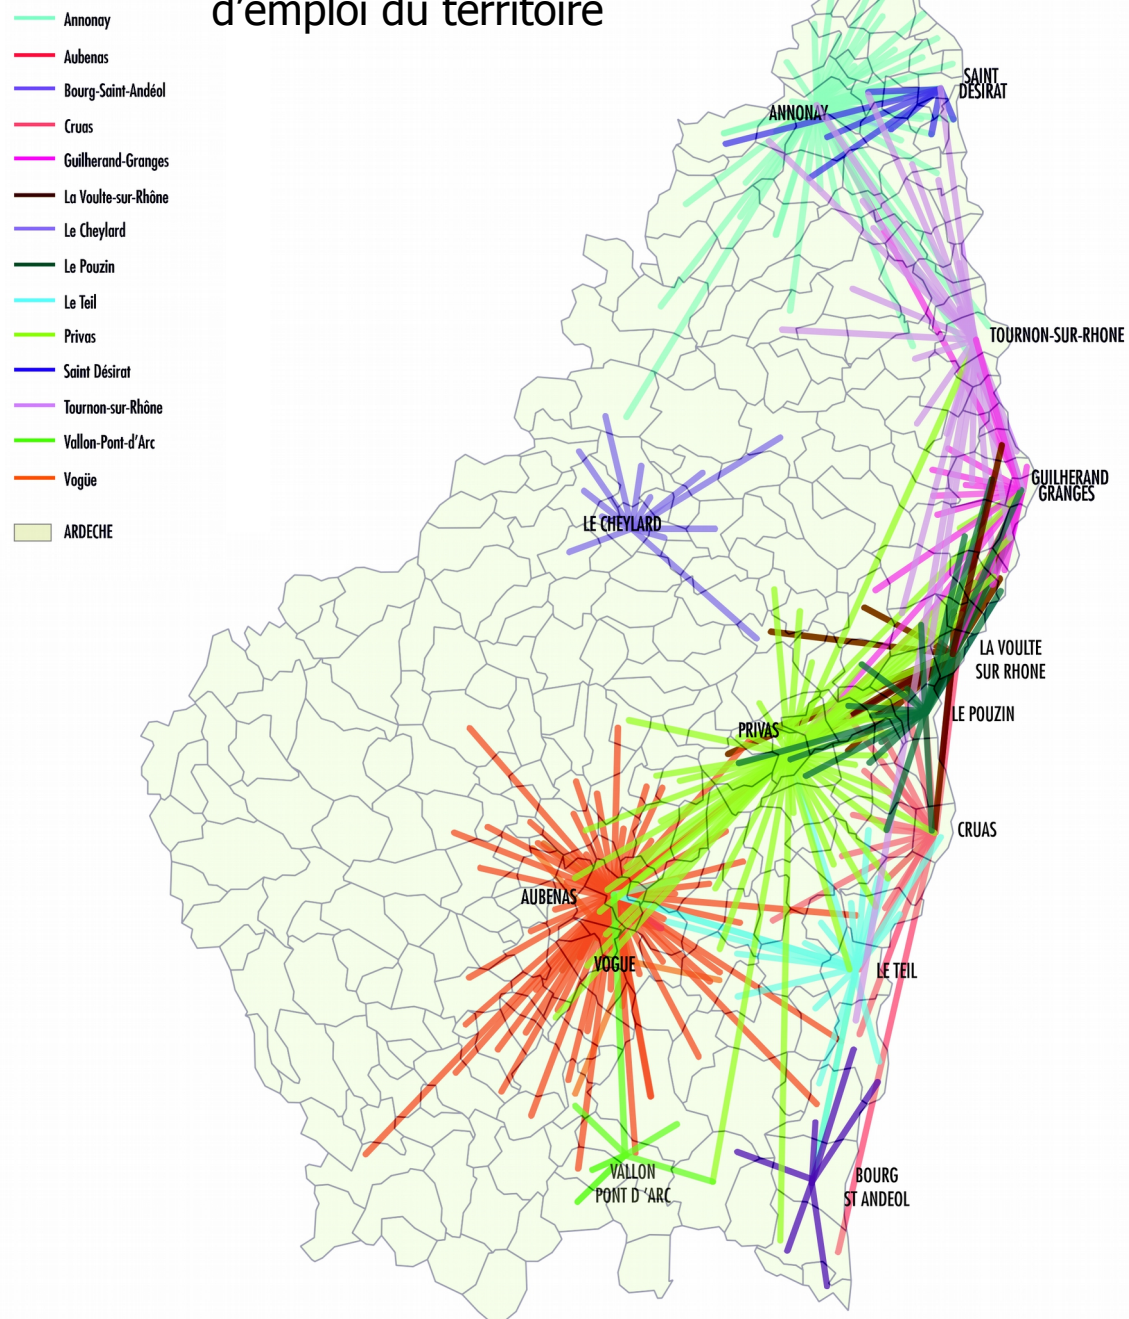 d’emploi du territoire
Annonay
Aubenas
Bourg-Saint-Andéol
Cruas
Guilherand-Granges
La Voulte-sur-Rhône
Le Cheylard
Le Pouzin
Le Teil
Privas
Saint Désirat
Tournon-sur-Rhône
Vallon-Pont-d’Arc
Vogüe
ARDECHE
SAINT
DESIRAT
ANNONAY
TOURNON-SUR-RHONE
GUILHERAND
GRANGES
LE CHEYLARD
LA VOULTE
SUR RHONE
LE POUZIN
PRIVAS
CRUAS
AUBENAS
VOGUE
LE TEIL
VALLON
PONT D ’ARC
BOURG
ST ANDEOL